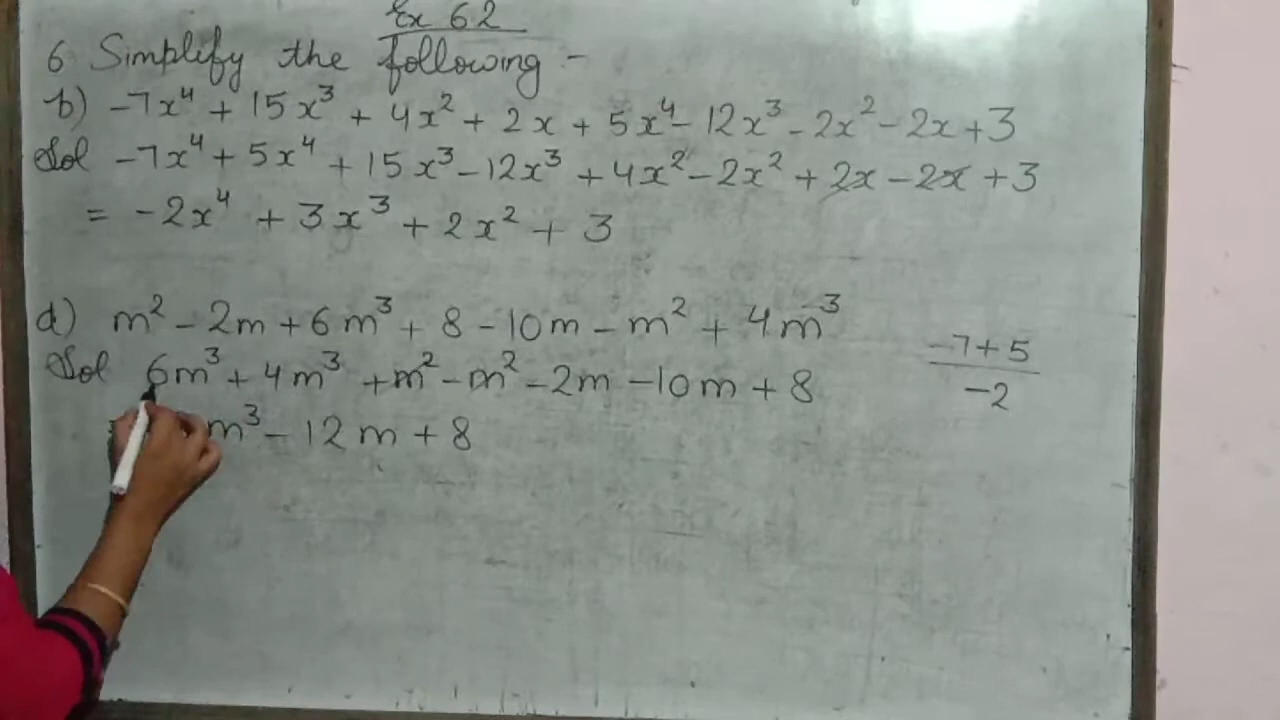 Ex 6.2
6 Simplify the following -
b) -7x⁴ + 15x³ + 4x² + 2x + 5x⁴ - 12x³ - 2x² - 2x + 3
Sol -7x⁴ + 5x⁴ + 15x³ - 12x³ + 4x² - 2x² + 2x - 2x + 3
= -2x⁴ + 3x³ + 2x² + 3
d) m² - 2m + 6m³ + 8 - 10m - m² + 4m³
Sol 6m³ + 4m³ + m² - m² - 2m - 10m + 8
m³ - 12m + 8
-7+5
-2